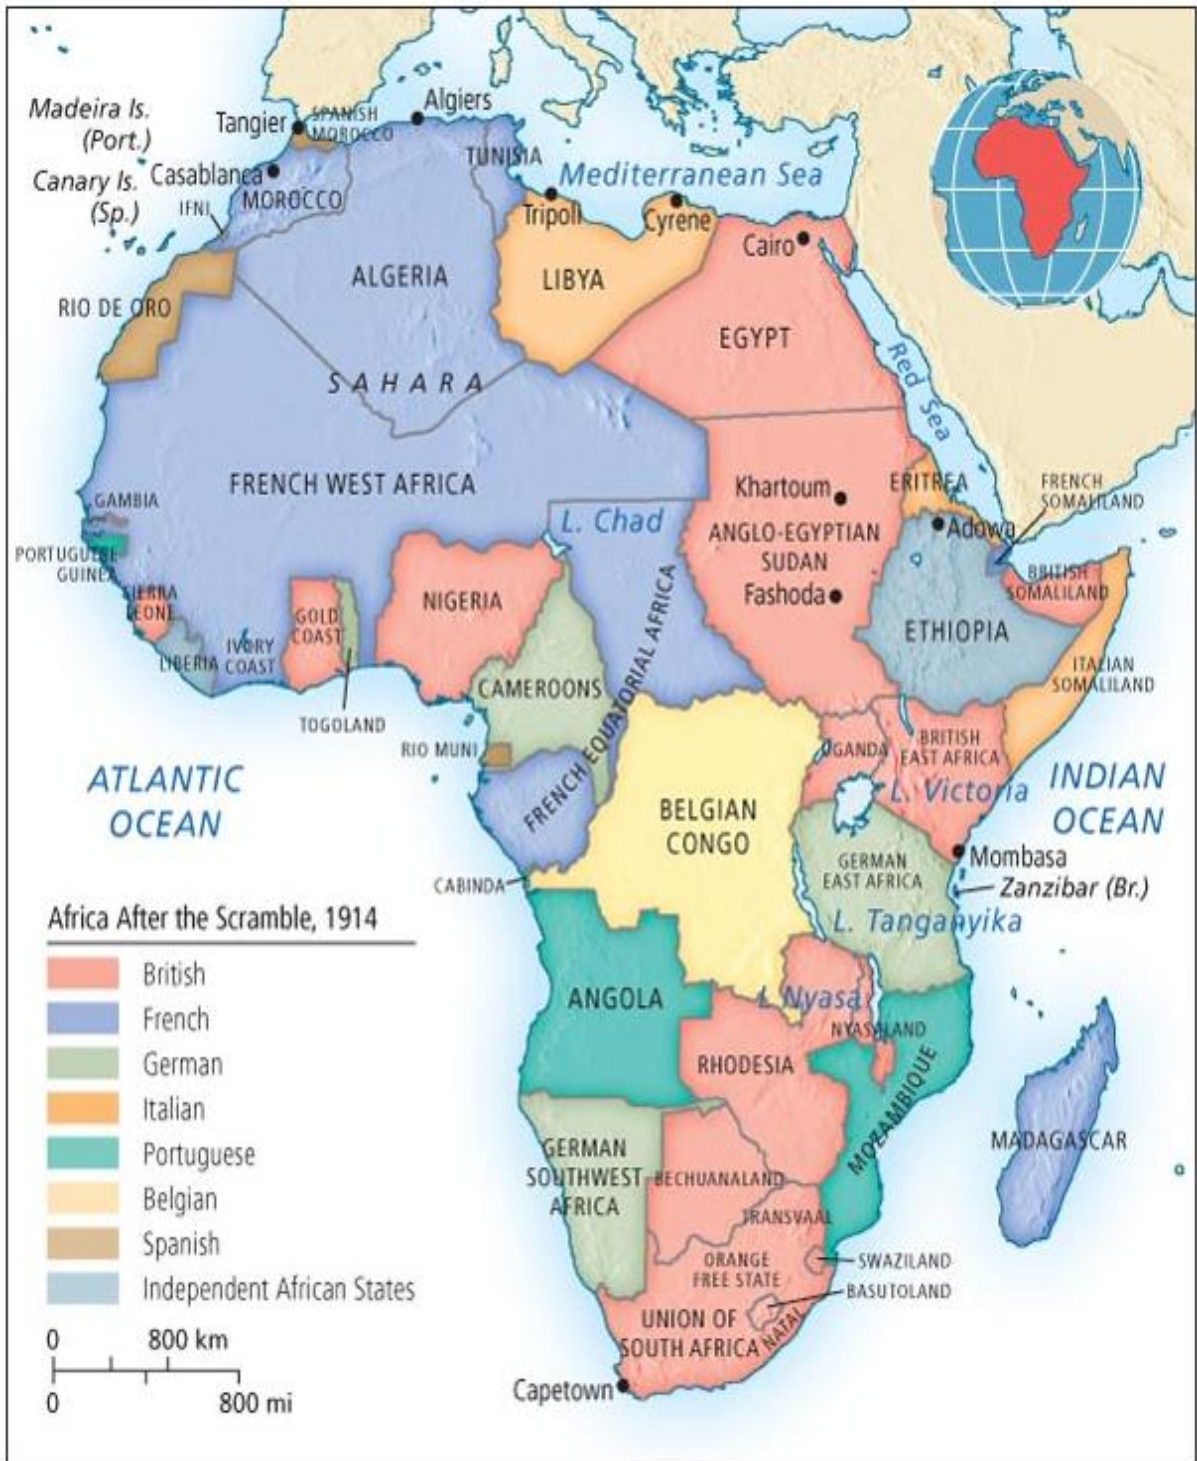 Madeira Is.
(Port.)
Canary Is.
(Sp.)
Tangier
SPANISH
MOROCCO
Algiers
Casablanca
MOROCCO
IFNI
TUNISIA
Mediterranean Sea
Tripoli
Cyrene
Cairo
RIO DE ORO
ALGERIA
LIBYA
EGYPT
SAHARA
Red Sea
FRENCH WEST AFRICA
GAMBIA
PORTUGUESE
GUINEA
SIERRA
LEONE
LIBERIA
IVORY
COAST
GOLD
COAST
TOGOLAND
NIGERIA
L. Chad
Khartoum
ANGLO-EGYPTIAN
SUDAN
Fashoda
ERITREA
Adowa
FRENCH
SOMALILAND
BRITISH
SOMALILAND
ETHIOPIA
ITALIAN
SOMALILAND
CAMEROONS
RIO MUNI
FRENCH EQUATORIAL AFRICA
UGANDA
BRITISH
EAST AFRICA
L. Victoria
ATLANTIC
OCEAN
INDIAN
OCEAN
BELGIAN
CONGO
CABINDA
GERMAN
EAST AFRICA
Mombasa
Zanzibar (Br.)
L. Tanganyika
ANGOLA
L. Nyasa
NYASALAND
RHODESIA
MOZAMBIQUE
MADAGASCAR
GERMAN
SOUTHWEST
AFRICA
BECHUANALAND
TRANSVAAL
ORANGE
FREE STATE
SWAZILAND
BASUTOLAND
UNION OF
SOUTH AFRICA
NATAL
Capetown
Africa After the Scramble, 1914
British
French
German
Italian
Portuguese
Belgian
Spanish
Independent African States
0 800 km
0 800 mi